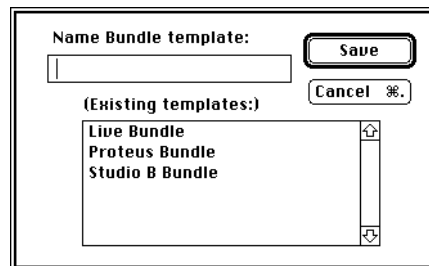 Name Bundle template:
Save
Cancel ⌘.
(Existing templates:)
Live Bundle
Proteus Bundle
Studio B Bundle